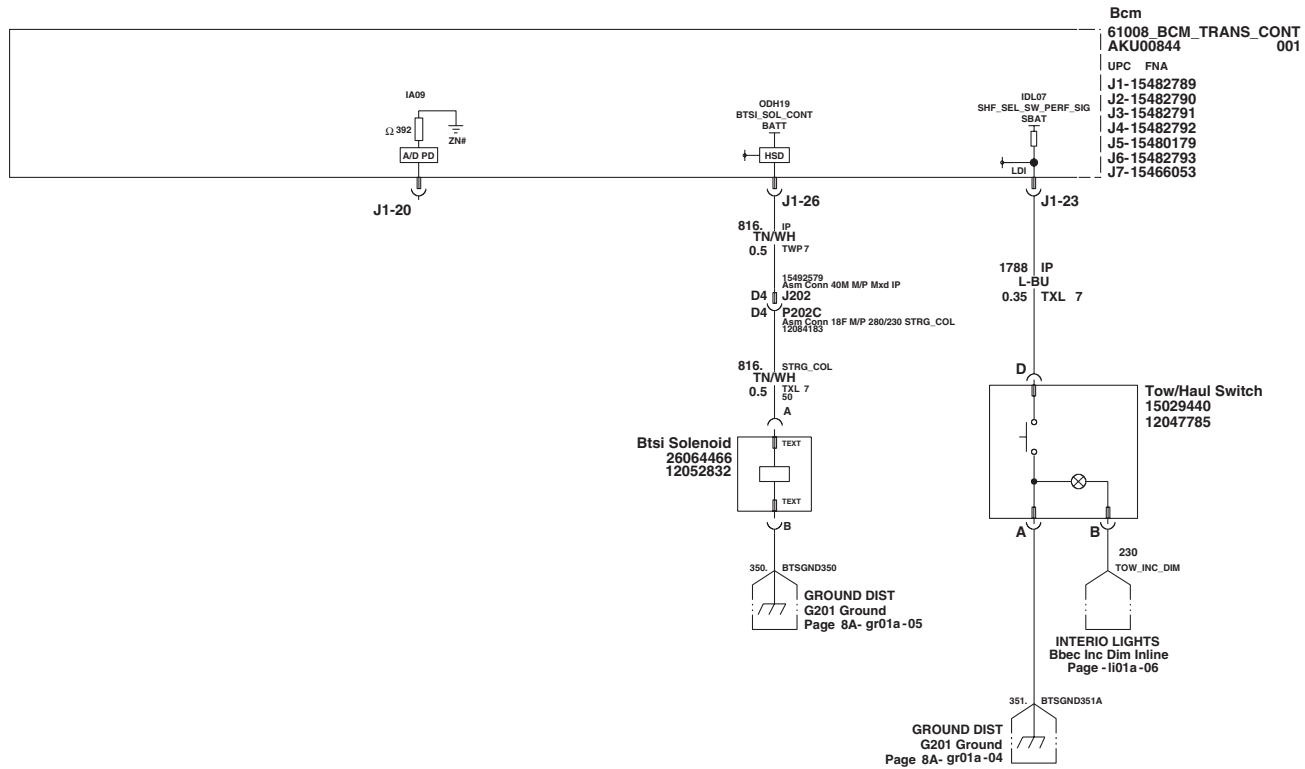 Bcm
61008_BCM_TRANS_CONT
AKU00844 001
UPC FNA
J1-15482789
J2-15482790
J3-15482791
J4-15482792
J5-15480179
J6-15482793
J7-15466053
IA09
Ω 392
ZN#
A/D PD
J1-20
ODH19
BTSI_SOL_CONT
BATT
HSD
J1-26
IDL07
SHF_SEL_SW_PERF_SIG
SBAT
LDI
J1-23
816. IP
TN/WH
0.5 TWP7
15492579
Asm Conn 40M M/P Mxd IP
D4 J202
D4 P202C
Asm Conn 18F M/P 280/230 STRG_COL
12084183
816. STRG_COL
TN/WH
0.5 TXL 7
50
A
Btsi Solenoid
26064466
12052832
TEXT
TEXT
B
350. BTSGND350
GROUND DIST
G201 Ground
Page 8A- gr01a-05
1788 IP
L-BU
0.35 TXL 7
D
Tow/Haul Switch
15029440
12047785
A B
230
TOW_INC_DIM
INTERIO LIGHTS
Bbec Inc Dim Inline
Page -li01a-06
351. BTSGND351A
GROUND DIST
G201 Ground
Page 8A- gr01a-04